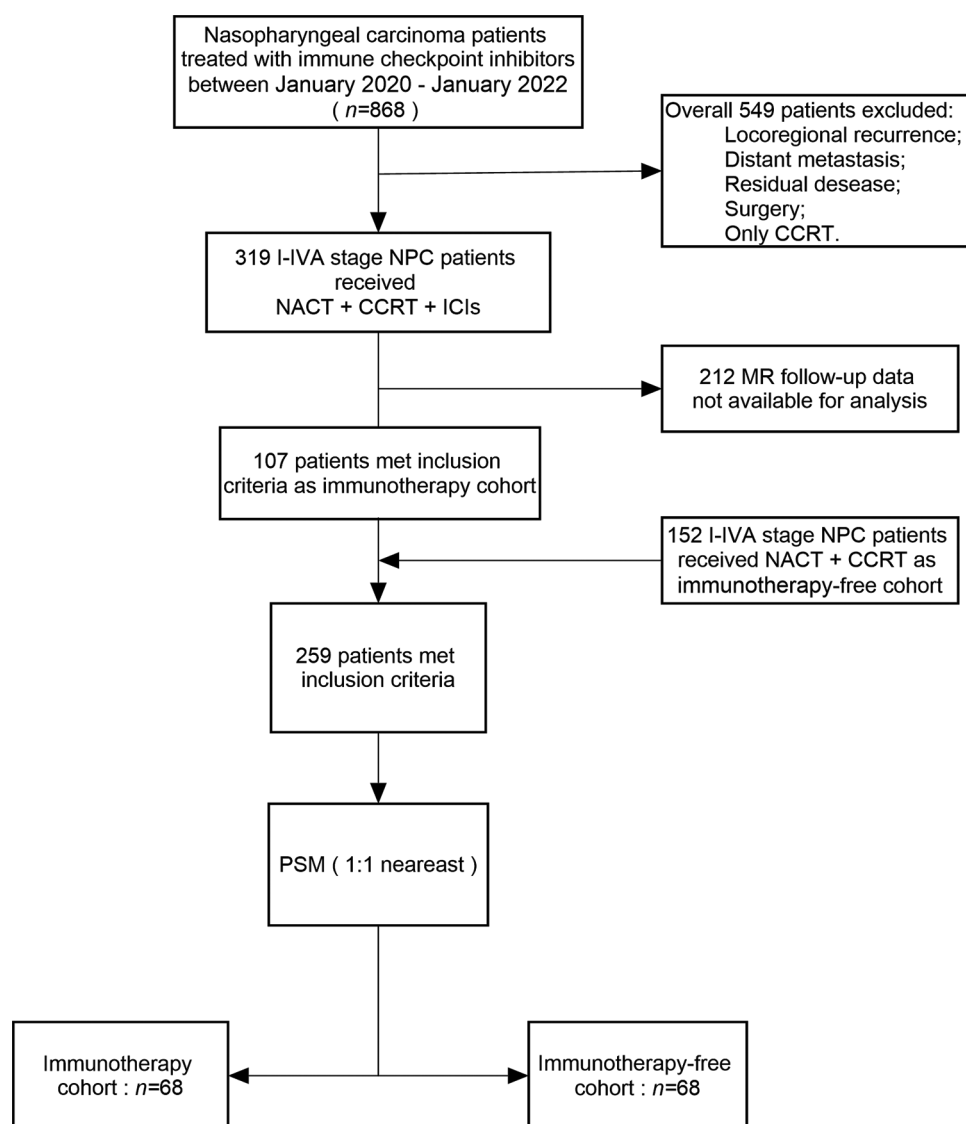 Nasopharyngeal carcinoma patients
treated with immune checkpoint inhibitors
between January 2020 - January 2022
( n=868 )
Overall 549 patients excluded:
Locoregional recurrence;
Distant metastasis;
Residual desease;
Surgery;
Only CCRT.
319 I-IVA stage NPC patients
received
NACT + CCRT + ICIs
212 MR follow-up data
not available for analysis
107 patients met inclusion
criteria as immunotherapy cohort
152 I-IVA stage NPC patients
received NACT + CCRT as
immunotherapy-free cohort
259 patients met
inclusion criteria
PSM ( 1:1 neareast )
Immunotherapy
cohort : n=68
Immunotherapy-free
cohort : n=68